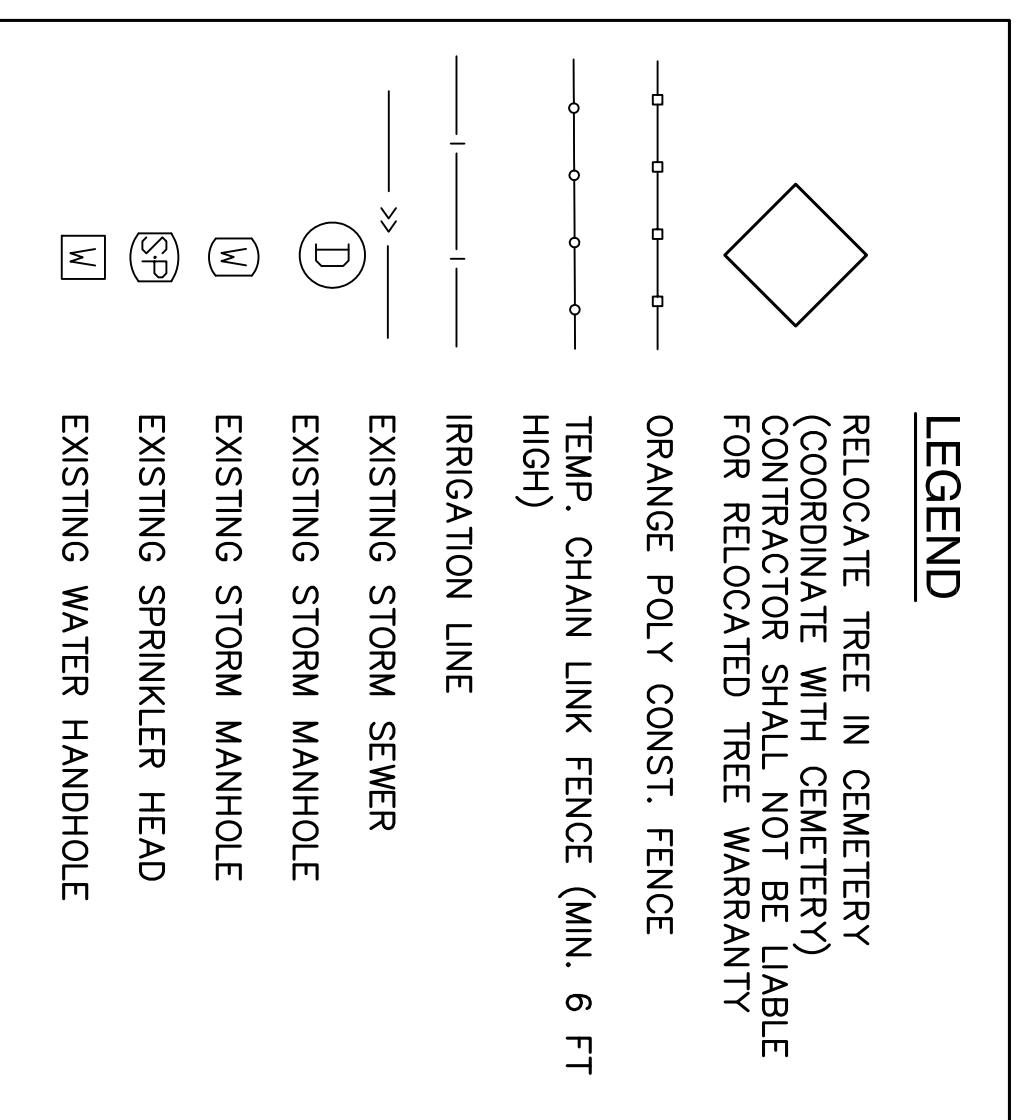 LEGEND
RELOCATE TREE IN CEMETERY
(COORDINATE WITH CEMETERY)
CONTRACTOR SHALL NOT BE LIABLE
FOR RELOCATED TREE WARRANTY
ORANGE POLY CONST. FENCE
TEMP. CHAIN LINK FENCE (MIN. 6 FT
HIGH)
IRRIGATION LINE
EXISTING STORM SEWER
D
EXISTING STORM MANHOLE
W
EXISTING STORM MANHOLE
S.P
EXISTING SPRINKLER HEAD
W
EXISTING WATER HANDHOLE